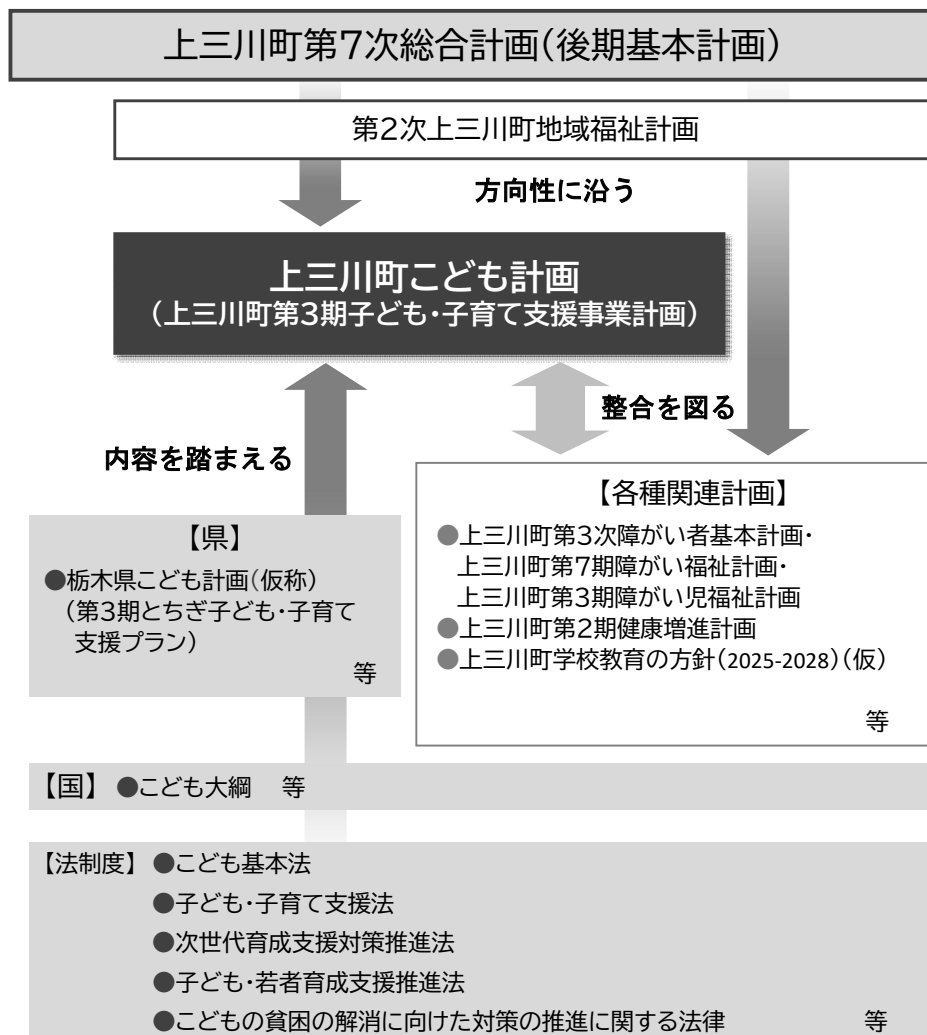 上三川町第7次総合計画(後期基本計画)
第2次上三川町地域福祉計画
方向性に沿う
上三川町こども計画
(上三川町第3期子ども・子育て支援事業計画)
整合を図る
内容を踏まえる
【各種関連計画】
●上三川町第3次障がい者基本計画・
上三川町第7期障がい福祉計画・
上三川町第3期障がい児福祉計画
●上三川町第2期健康増進計画
●上三川町学校教育の方針(2025-2028)(仮)
等
【県】
●栃木県こども計画(仮称)
(第3期とちぎ子ども・子育て
支援プラン)
等
【国】 ●こども大綱 等
【法制度】 ●こども基本法
●子ども・子育て支援法
●次世代育成支援対策推進法
●子ども・若者育成支援推進法
●こどもの貧困の解消に向けた対策の推進に関する法律 等